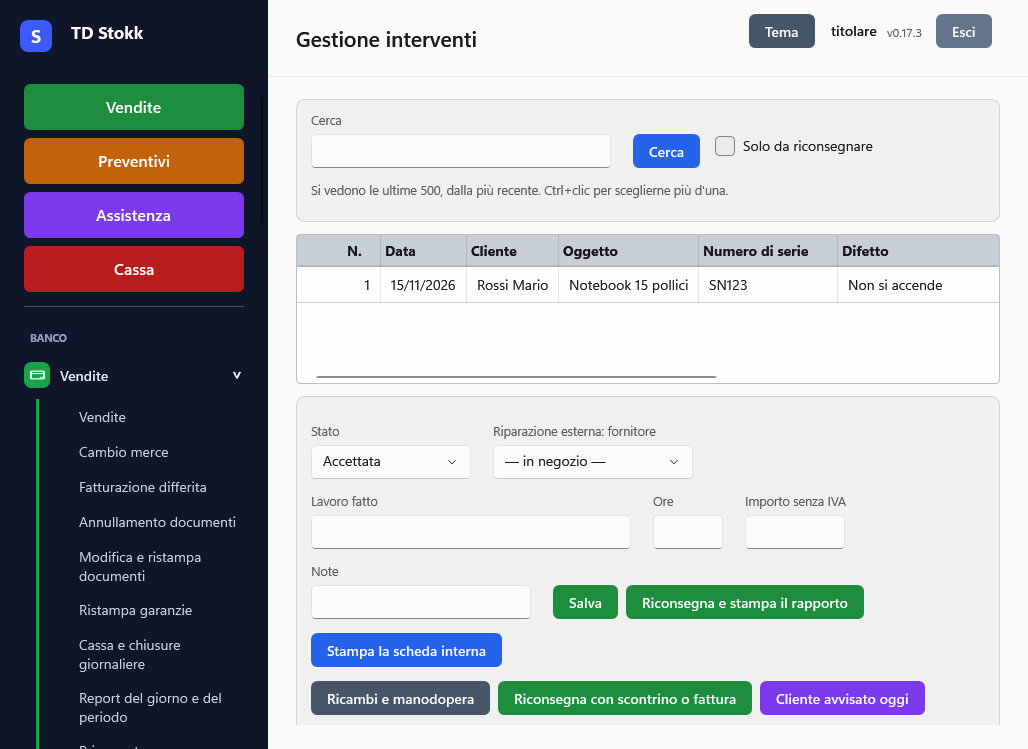 S
TD Stokk
Gestione interventi
Tema
titolare
v0.17.3
Esci
Vendite
Preventivi
Assistenza
Cassa
BANCO
Vendite
Vendite
Cambio merce
Fatturazione differita
Annullamento documenti
Modifica e ristampa
documenti
Ristampa garanzie
Cassa e chiusure
giornaliere
Report del giorno e del
periodo
Cerca
Cerca
Solo da riconsegnare
Si vedono le ultime 500, dalla più recente. Ctrl+clic per sceglierne più d'una.
N. Data Cliente Oggetto Numero di serie Difetto
1 15/11/2026 Rossi Mario Notebook 15 pollici SN123 Non si accende
Stato
Riparazione esterna: fornitore
Accettata
— in negozio —
Lavoro fatto
Ore
Importo senza IVA
Note
Salva
Riconsegna e stampa il rapporto
Stampa la scheda interna
Ricambi e manodopera
Riconsegna con scontrino o fattura
Cliente avvisato oggi